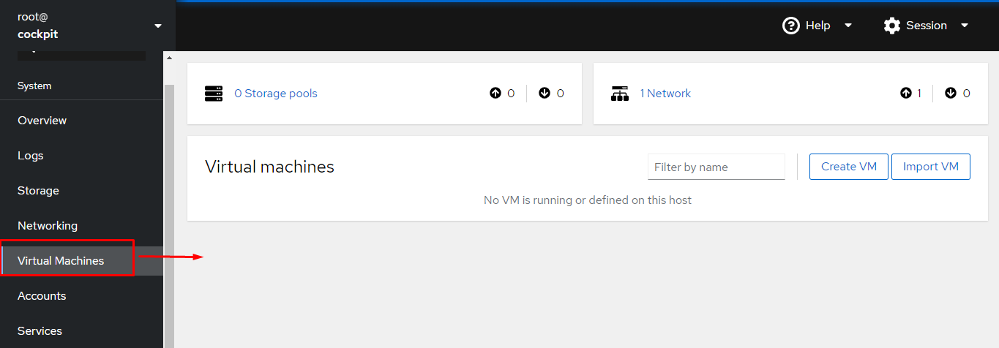 root@
cockpit
Help
Session
System
Overview
Logs
Storage
Networking
Virtual Machines
Accounts
Services
0 Storage pools 0 0
1 Network 1 0
Virtual machines
Filter by name
Create VM
Import VM
No VM is running or defined on this host